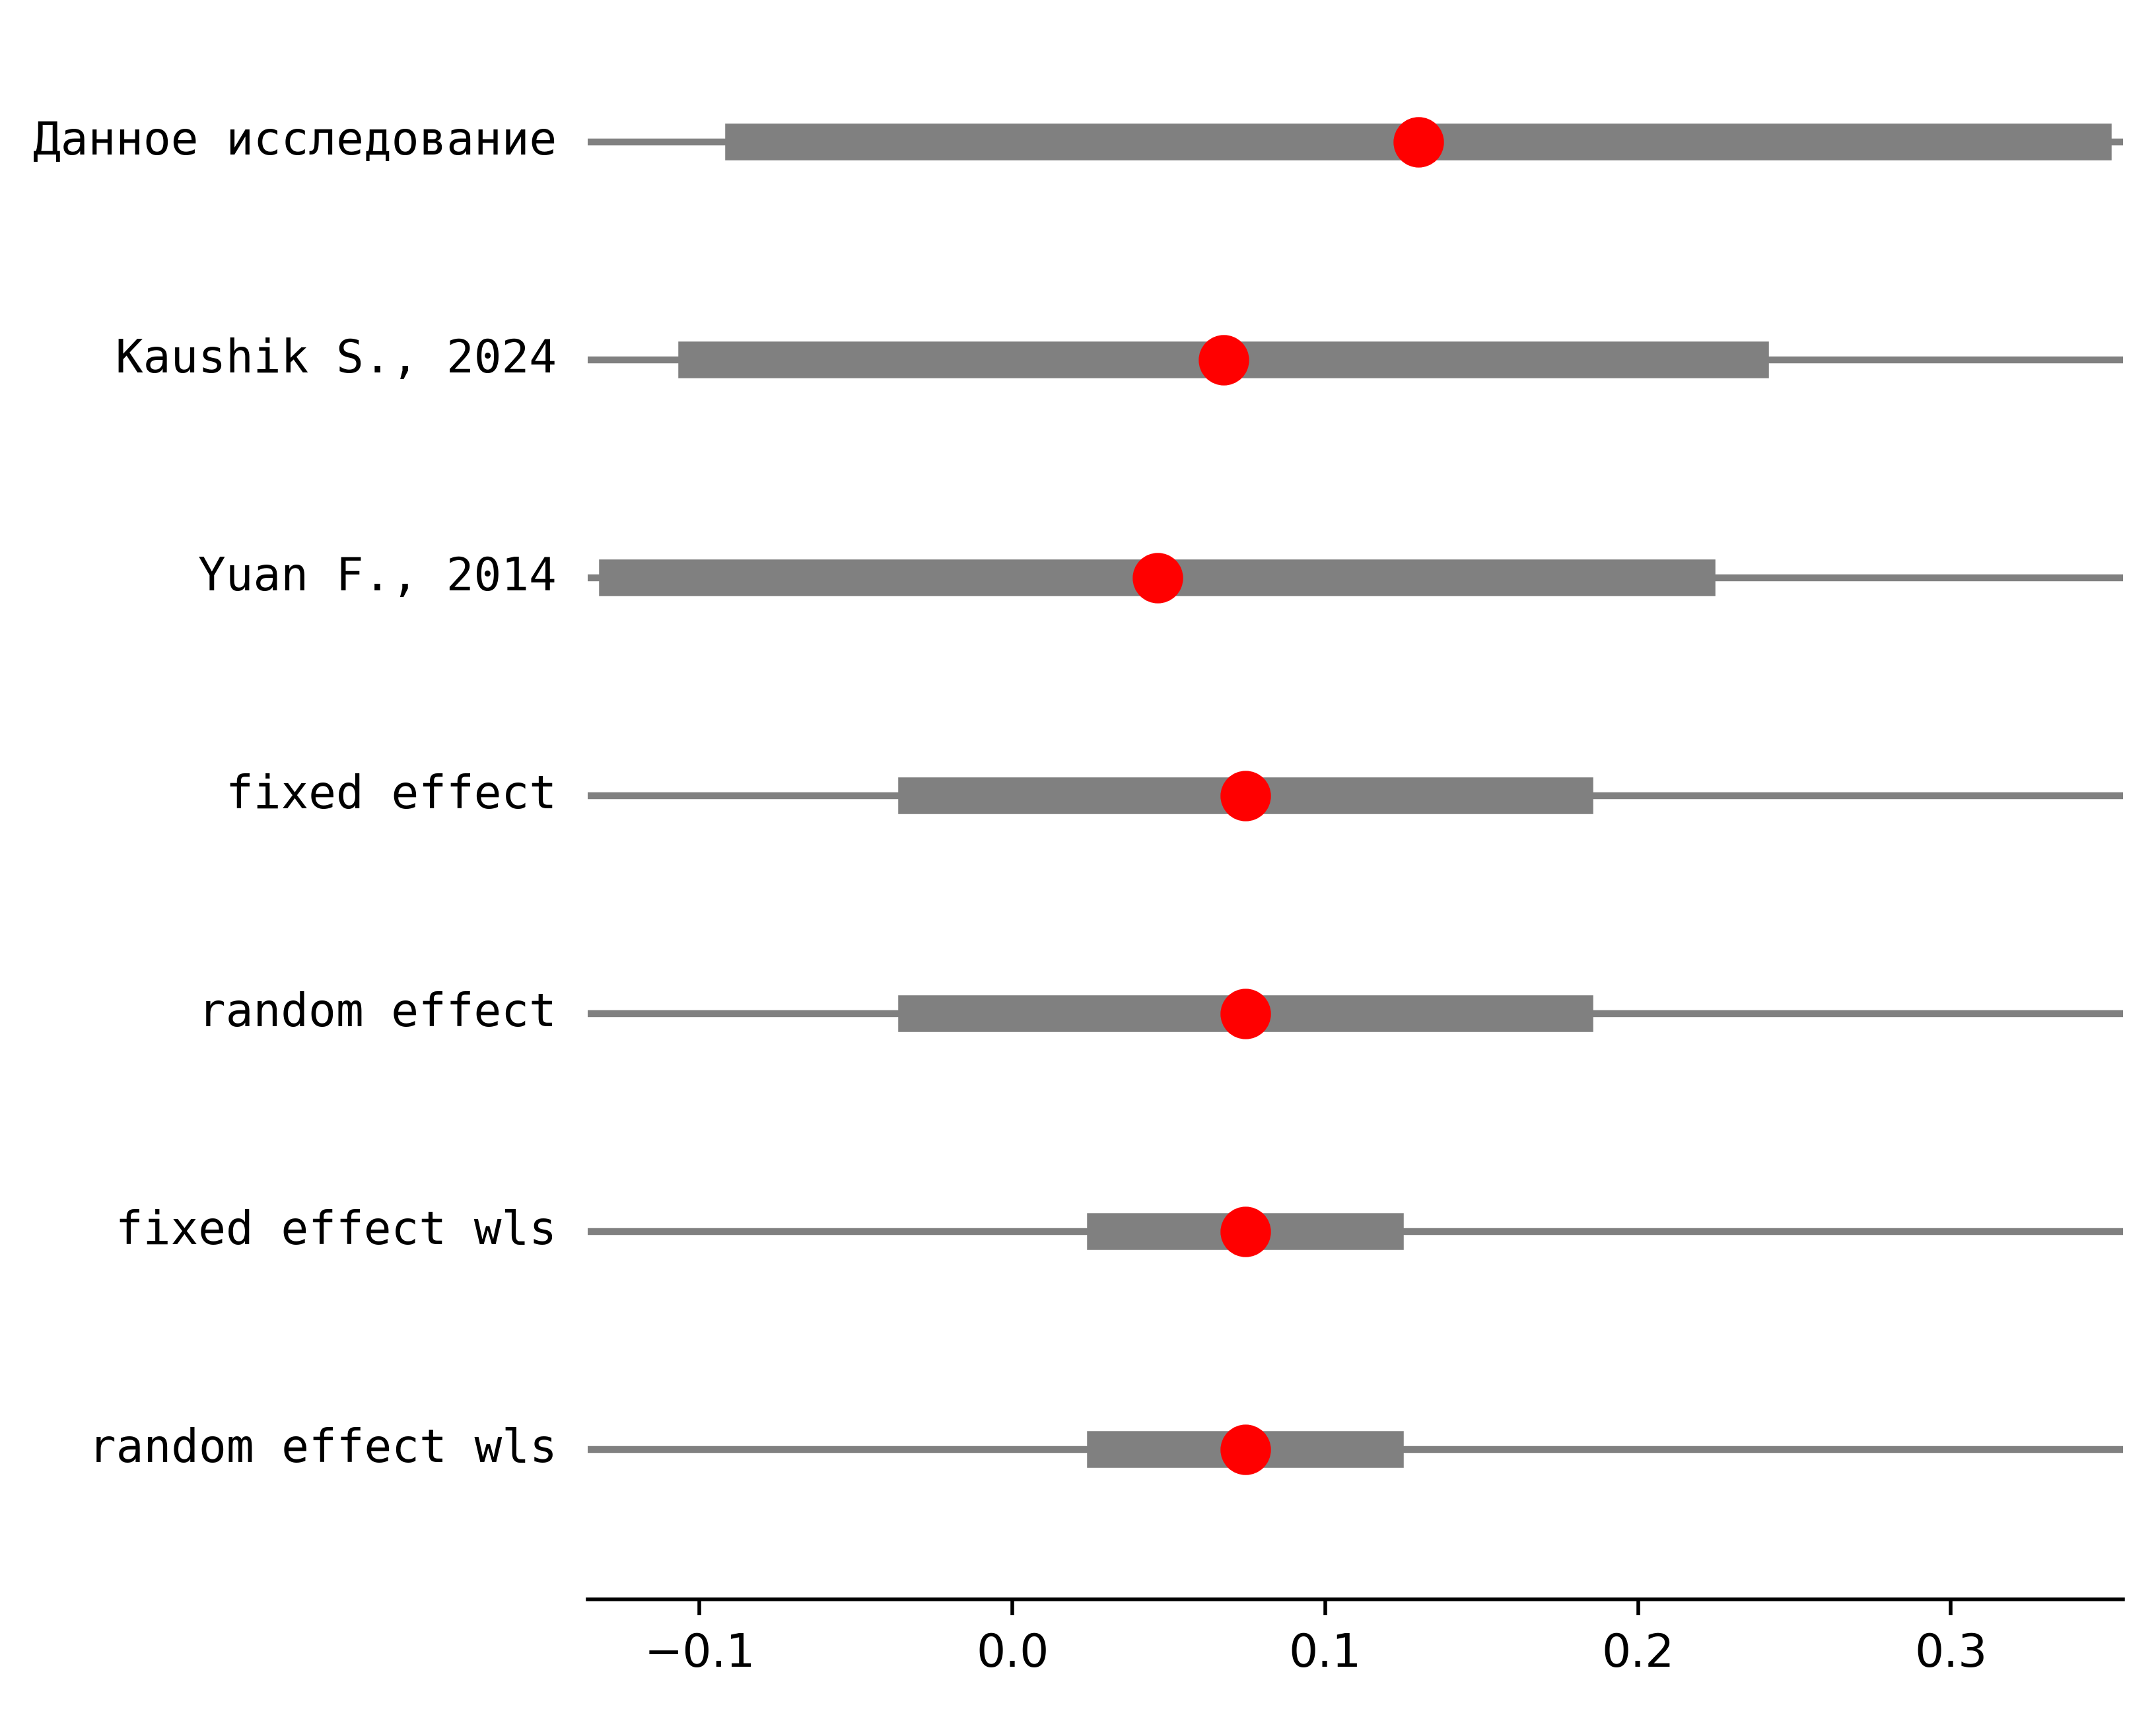 Данное исследование
Kaushik S., 2024
Yuan F., 2014
fixed effect
random effect
fixed effect wls
random effect wls
−0.1 0.0 0.1 0.2 0.3